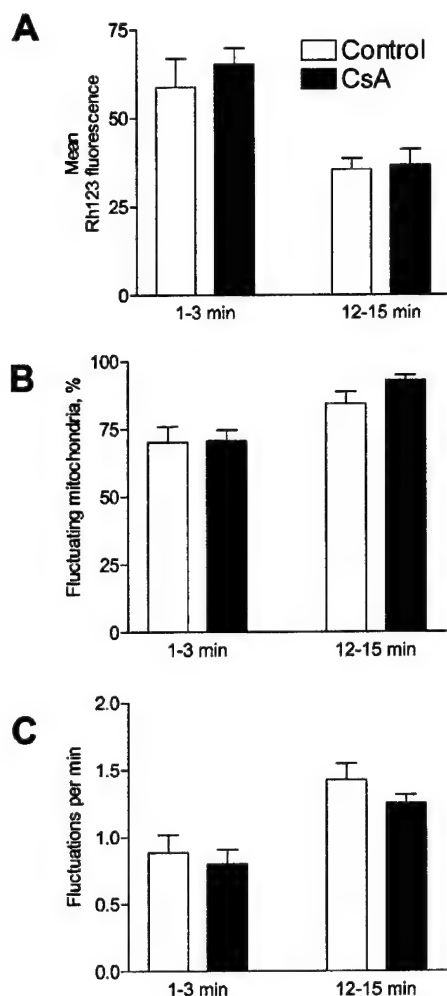 A
75
50
25
0
Mean
Rh123 fluorescence
Control
CsA
1-3 min
12-15 min
B
100
75
50
25
0
Fluctuating mitochondria, %
1-3 min
12-15 min
C
2.0
1.5
1.0
0.5
0.0
Fluctuations per min
1-3 min
12-15 min